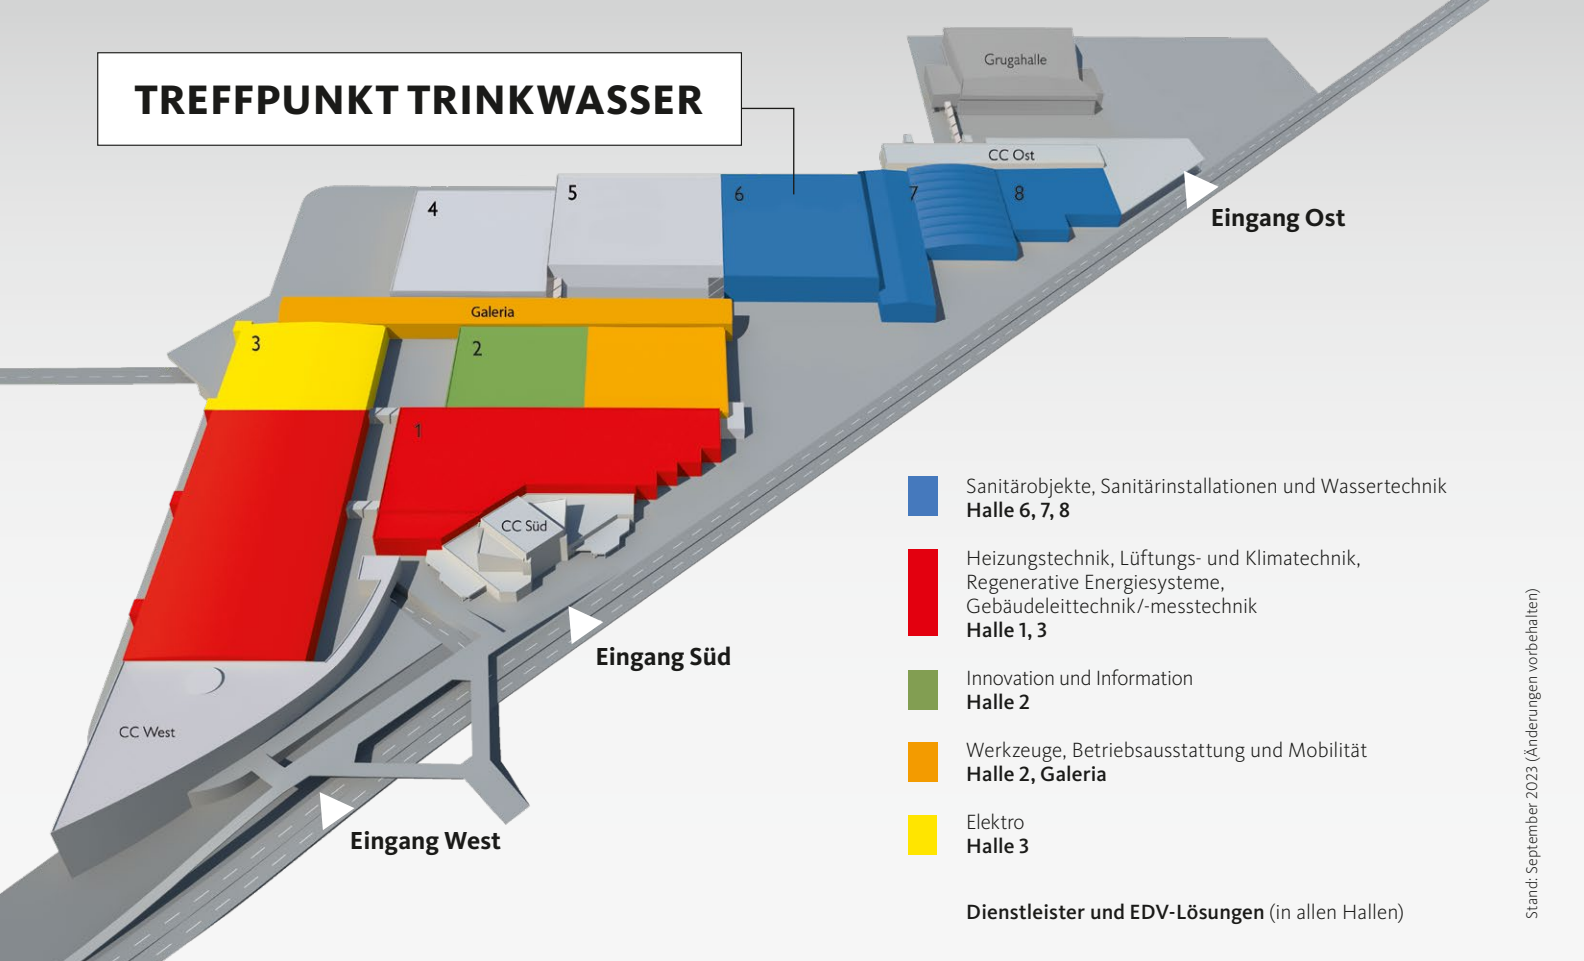 TREFFPUNKT TRINKWASSER
Grugahalle
CC Ost
Eingang Ost
4
5
6
7
8
Galeria
3
2
1
CC Süd
Eingang Süd
CC West
Eingang West
Sanitärobjekte, Sanitärinstallationen und Wassertechnik
Halle 6, 7, 8
Heizungstechnik, Lüftungs- und Klimatechnik,
Regenerative Energiesysteme,
Gebäudeleittechnik/-messtechnik
Halle 1, 3
Innovation und Information
Halle 2
Werkzeuge, Betriebsausstattung und Mobilität
Halle 2, Galeria
Elektro
Halle 3
Dienstleister und EDV-Lösungen (in allen Hallen)
Stand: September 2023 (Änderungen vorbehalten)